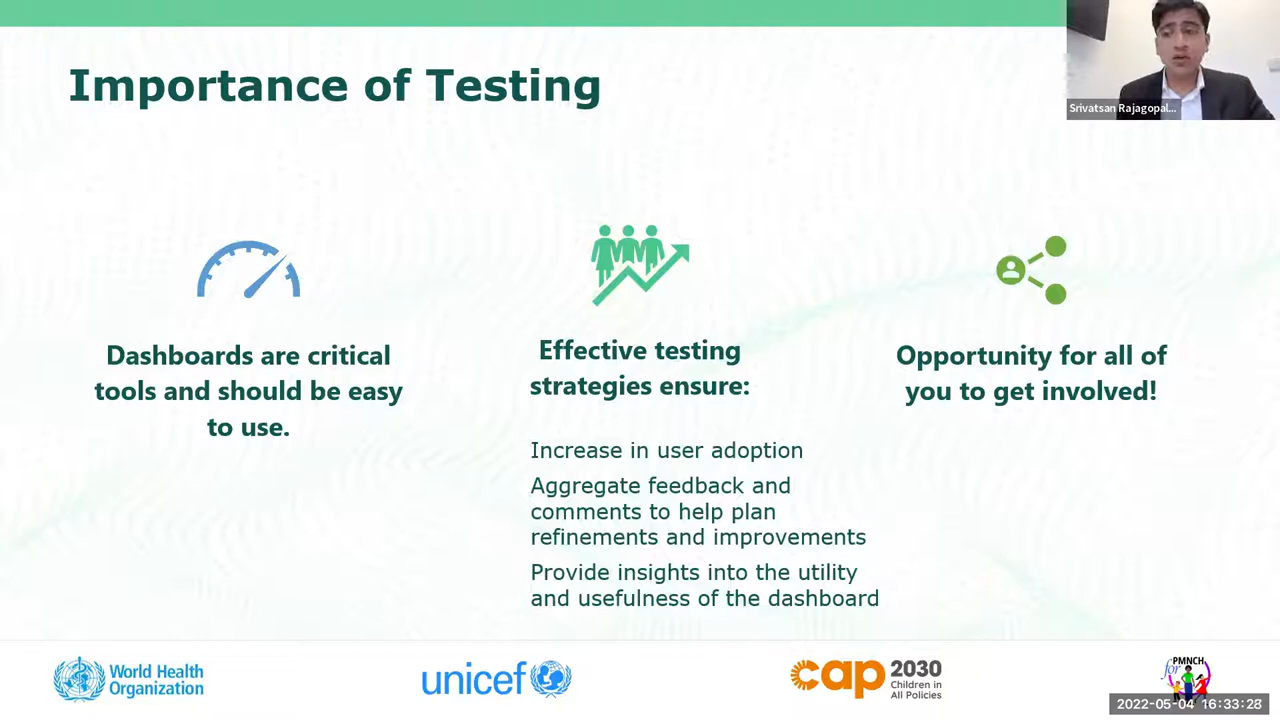 Importance of Testing
Srivatsan Rajagopal...
Dashboards are critical
tools and should be easy
to use.
Effective testing
strategies ensure:
Increase in user adoption
Aggregate feedback and
comments to help plan
refinements and improvements
Provide insights into the utility
and usefulness of the dashboard
Opportunity for all of
you to get involved!
World Health
Organization
unicef
cap 2030
Children in
All Policies
for PMNCH
2022-05-04 16:33:28